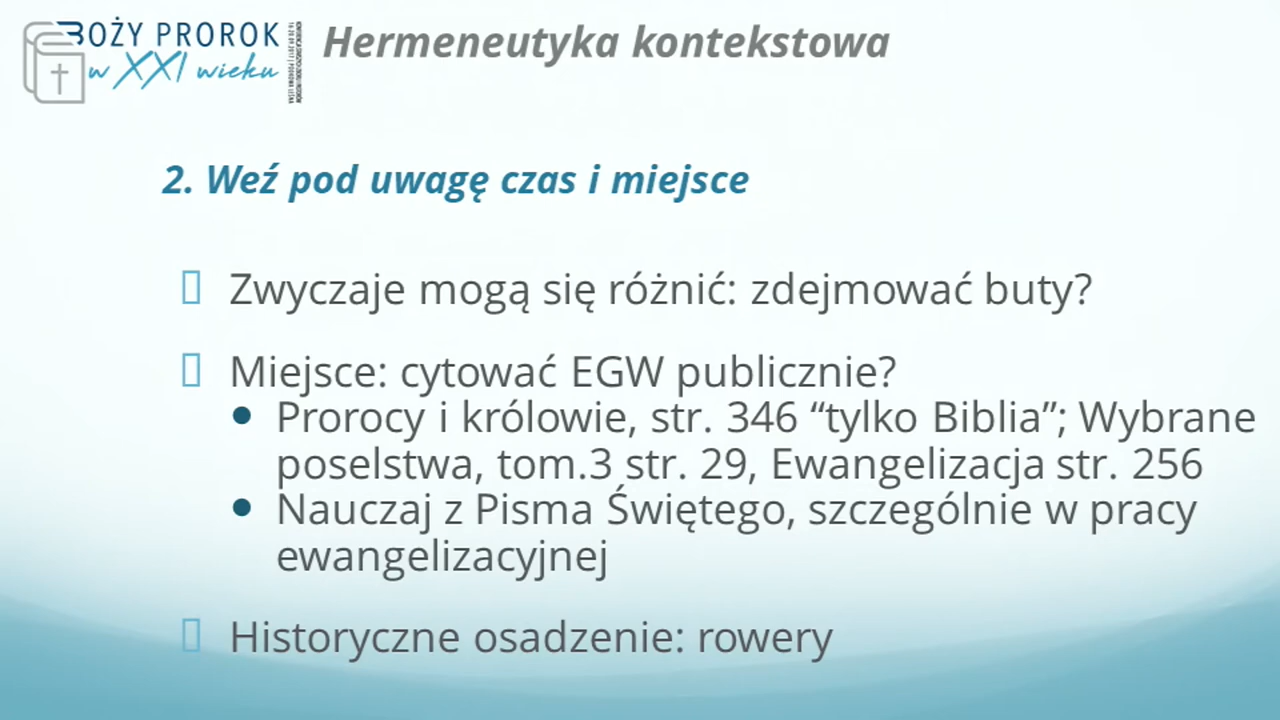 BOŻY PROROK
w XXI wieku
Hermeneutyka kontekstowa
2. Weź pod uwagę czas i miejsce
Zwyczaje mogą się różnić: zdejmować buty?
Miejsce: cytować EGW publicznie?
• Prorocy i królowie, str. 346 “tylko Biblia”; Wybrane
poselstwa, tom.3 str. 29, Ewangelizacja str. 256
• Nauczaj z Pisma Świętego, szczególnie w pracy
ewangelizacyjnej
Historyczne osadzenie: rowery